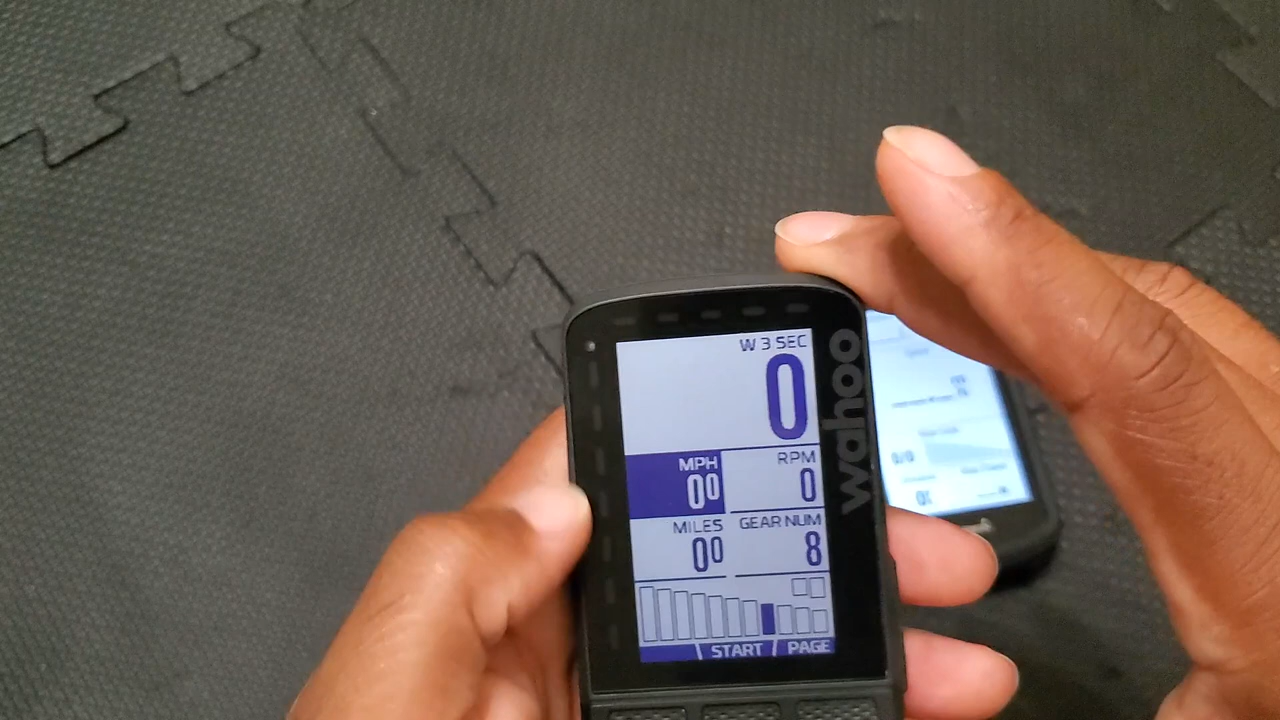 W 3 SEC
0
MPH
0 0
RPM
0
MILES
0 0
GEAR NUM
8
START
PAGE
wahoo